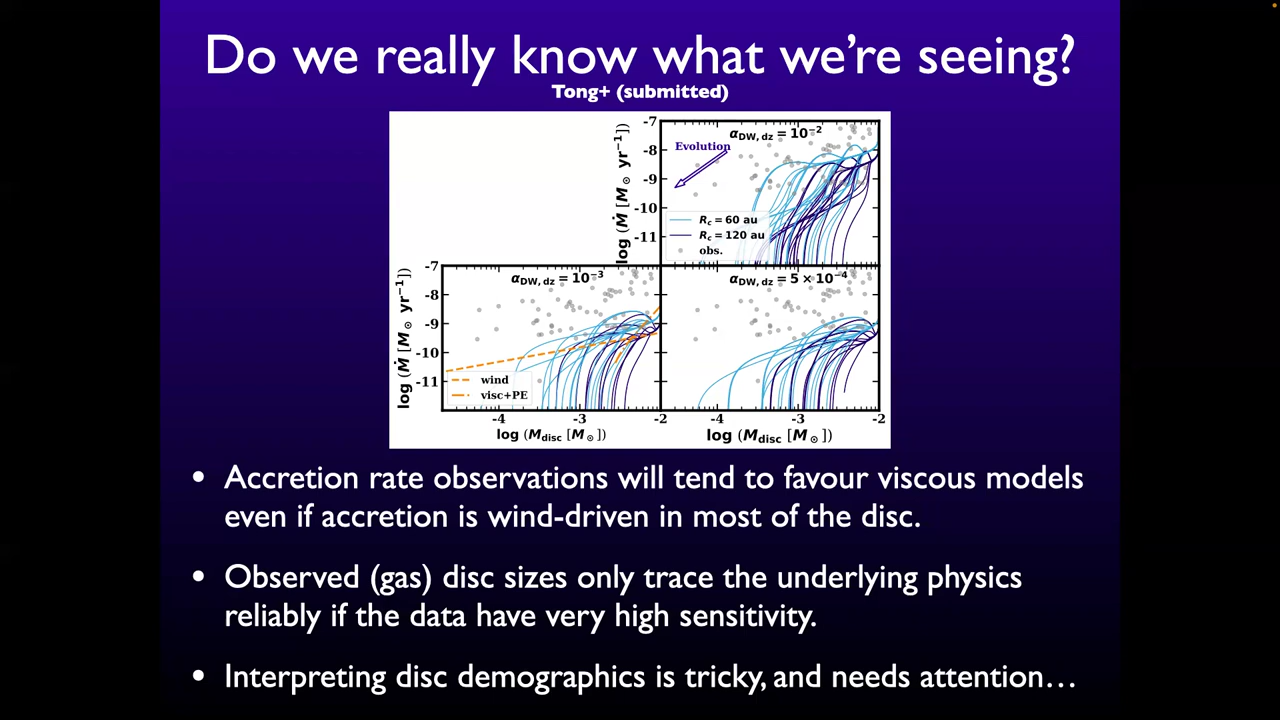 Do we really know what we're seeing?
Tong+ (submitted)
log (Ṁ [M⊙ yr⁻¹])
-7
-8
-9
-10
-11
α_DW,dz = 10⁻²
Evolution
R_c = 60 au
R_c = 120 au
obs.
log (Ṁ [M⊙ yr⁻¹])
-7
-8
-9
-10
-11
α_DW,dz = 10⁻³
wind
visc+PE
α_DW,dz = 5 × 10⁻⁴
-4
-3
-2
-3
-2
log (M_disc [M⊙])
log (M_disc [M⊙])
• Accretion rate observations will tend to favour viscous models
even if accretion is wind-driven in most of the disc.
• Observed (gas) disc sizes only trace the underlying physics
reliably if the data have very high sensitivity.
• Interpreting disc demographics is tricky, and needs attention…